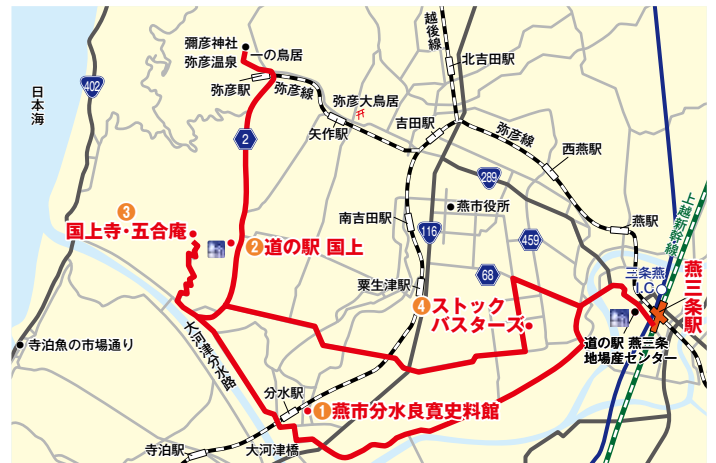 彌彦神社
弥彦温泉
一の鳥居
弥彦駅
弥彦線
弥彦大鳥居
矢作駅
吉田駅
越後線
北吉田駅
弥彦線
西燕駅
燕駅
日本海
402
2
289
116
459
68
燕市役所
南吉田駅
粟生津駅
上越新幹線
三条燕
I.C
燕三条駅
道の駅 燕三条
地場産センター
③
国上寺・五合庵
②道の駅 国上
④ストック
バスターズ
大河津分水路
寺泊魚の市場通り
分水駅
①燕市分水良寛史料館
寺泊駅
大河津橋